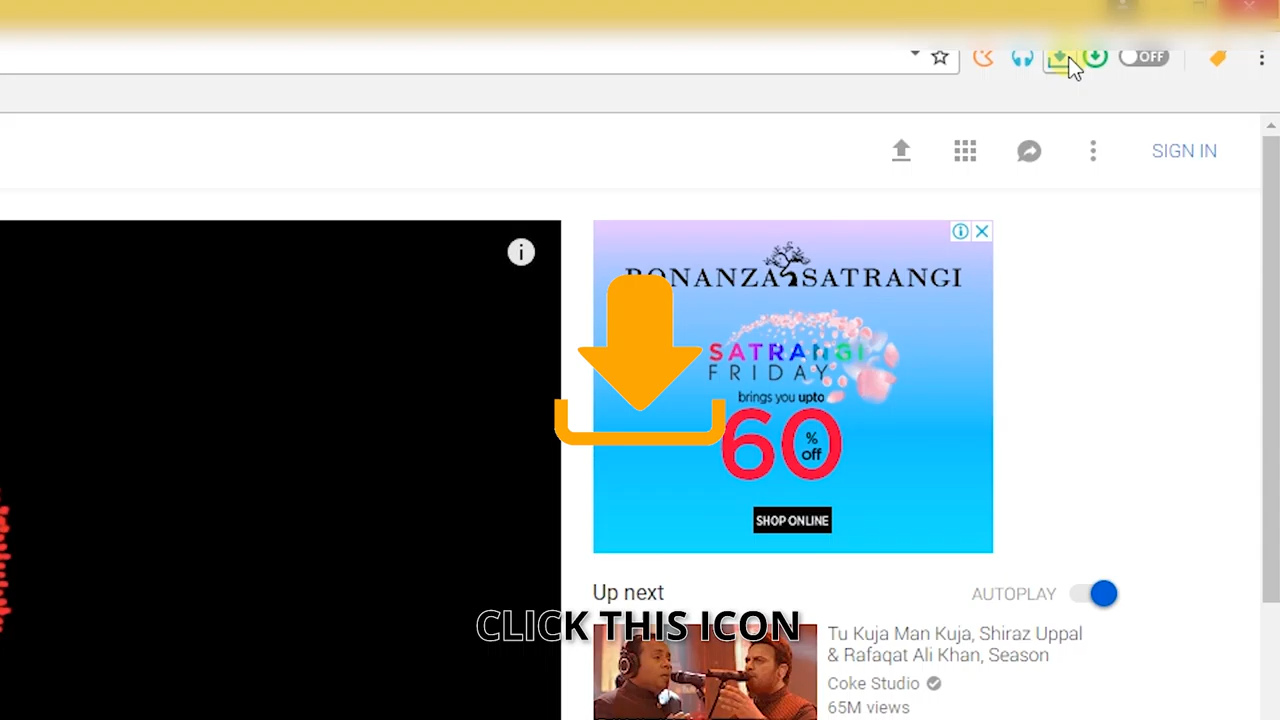 OFF
SIGN IN
BONANZA SATRANGI
SATRANGI
FRIDAY
brings you upto
60
%
off
SHOP ONLINE
Up next
AUTOPLAY
CLICK THIS ICON
Tu Kuja Man Kuja, Shiraz Uppal
& Rafaqat Ali Khan, Season
Coke Studio
65M views